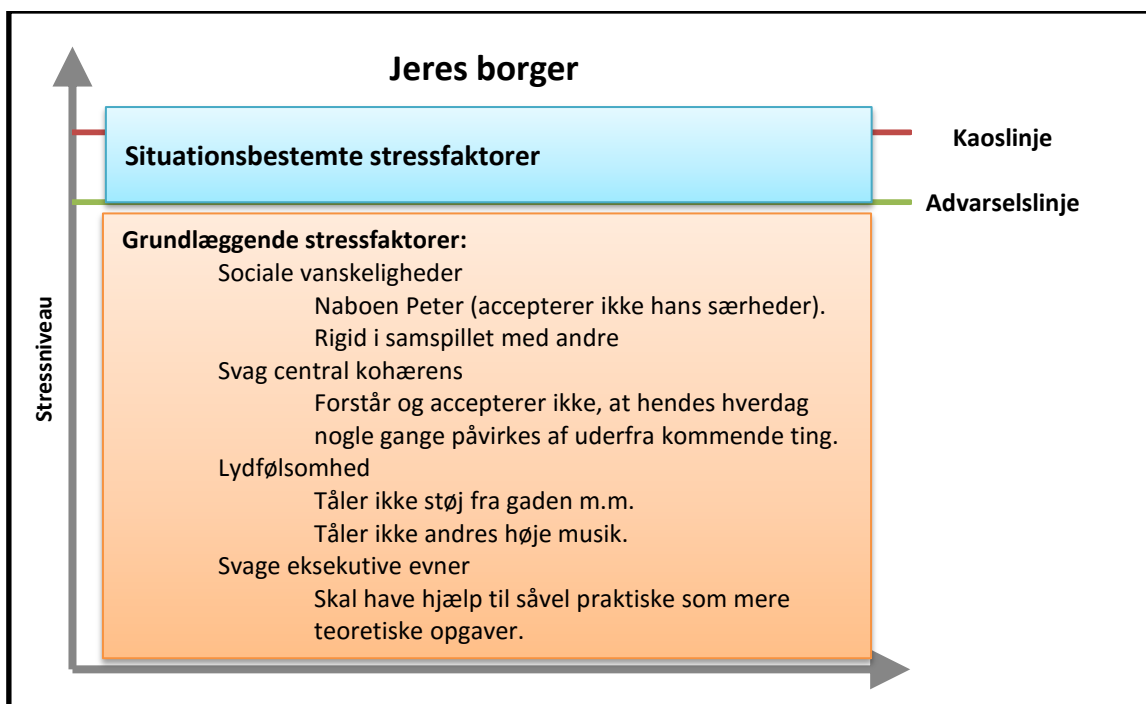 Jeres borger
Kaoslinje
Situationsbestemte stressfaktorer
Advarselslinje
Grundlæggende stressfaktorer:
Sociale vanskeligheder
Naboen Peter (accepterer ikke hans særheder).
Rigid i samspillet med andre
Svag central kohærens
Forstår og accepterer ikke, at hendes hverdag
nogle gange påvirkes af uderfra kommende ting.
Lydfølsomhed
Tåler ikke støj fra gaden m.m.
Tåler ikke andres høje musik.
Svage eksekutive evner
Skal have hjælp til såvel praktiske som mere
teoretiske opgaver.
Stressniveau